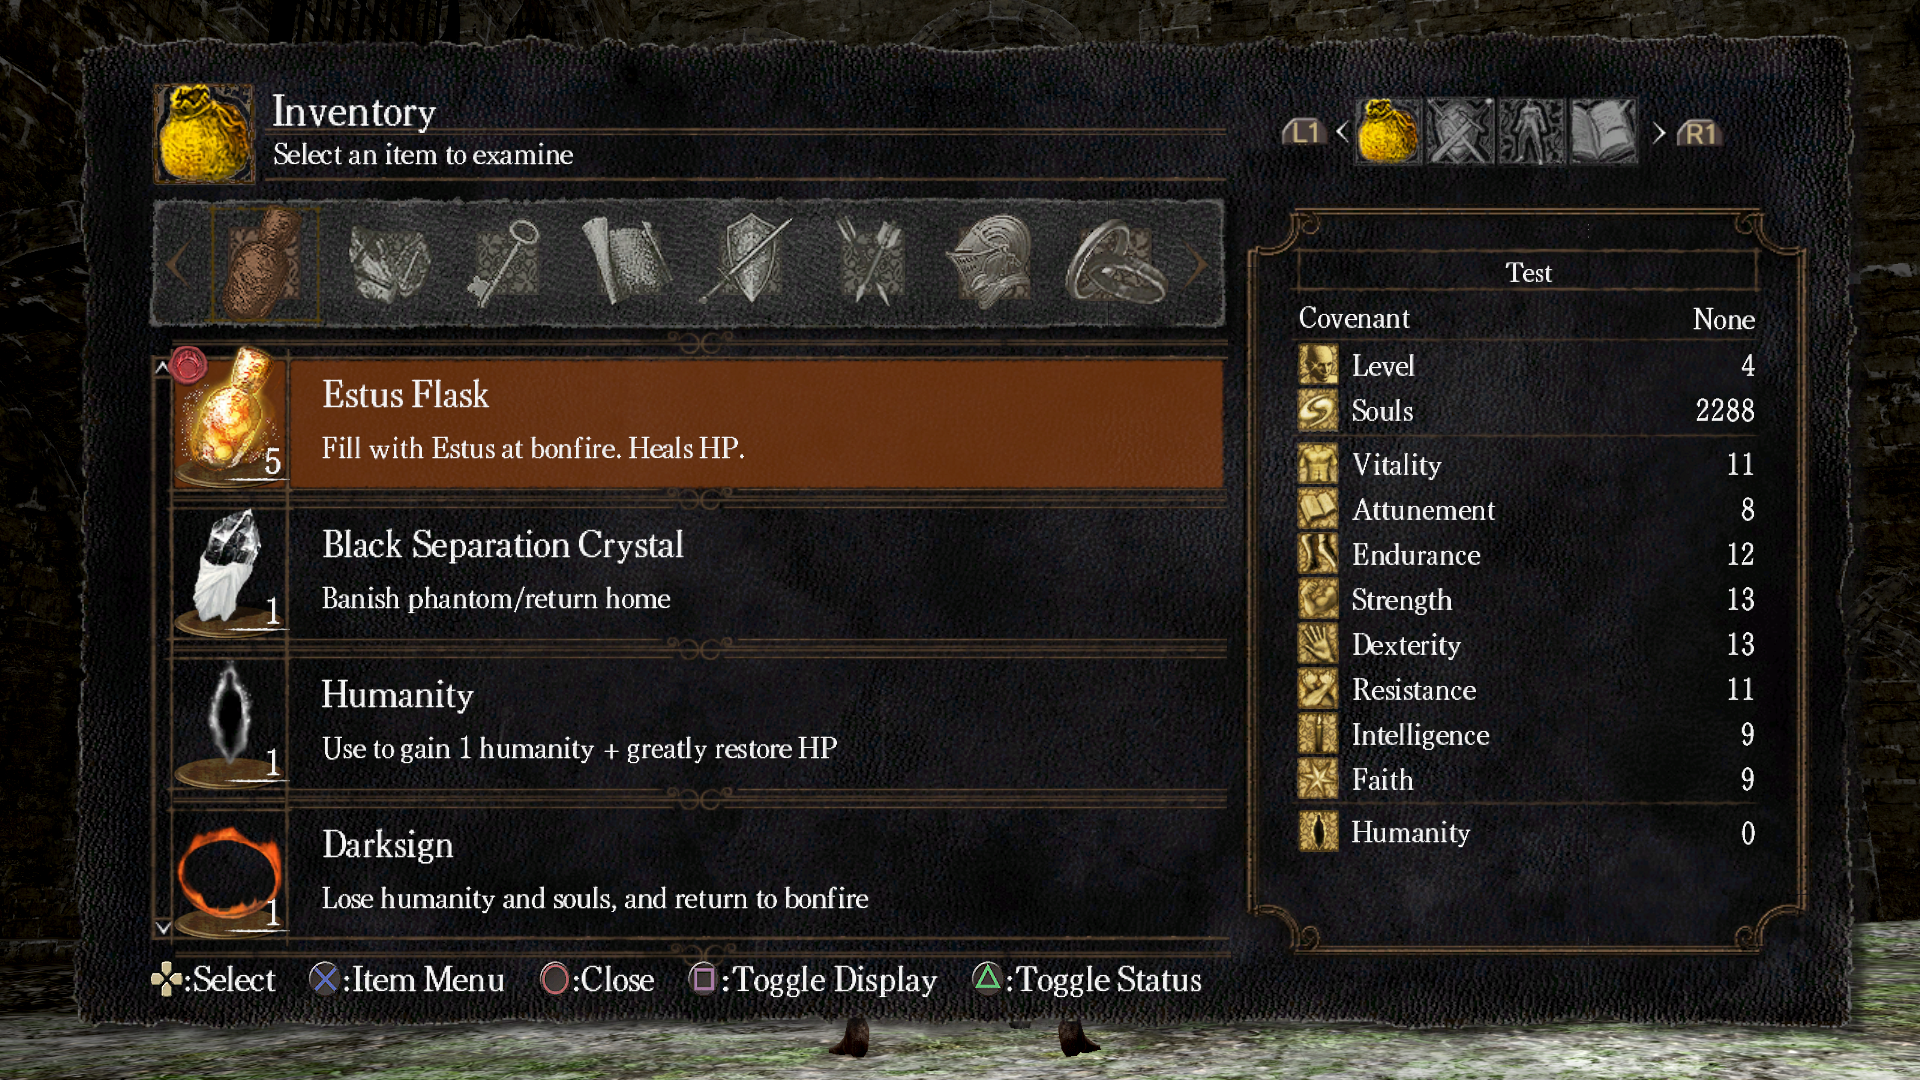 Inventory
Select an item to examine
L1
R1
Estus Flask
Fill with Estus at bonfire. Heals HP.
5
Black Separation Crystal
Banish phantom/return home
1
Humanity
Use to gain 1 humanity + greatly restore HP
1
Darksign
Lose humanity and souls, and return to bonfire
1
Test
Covenant None
Level 4
Souls 2288
Vitality 11
Attunement 8
Endurance 12
Strength 13
Dexterity 13
Resistance 11
Intelligence 9
Faith 9
Humanity 0
:Select :Item Menu :Close :Toggle Display :Toggle Status